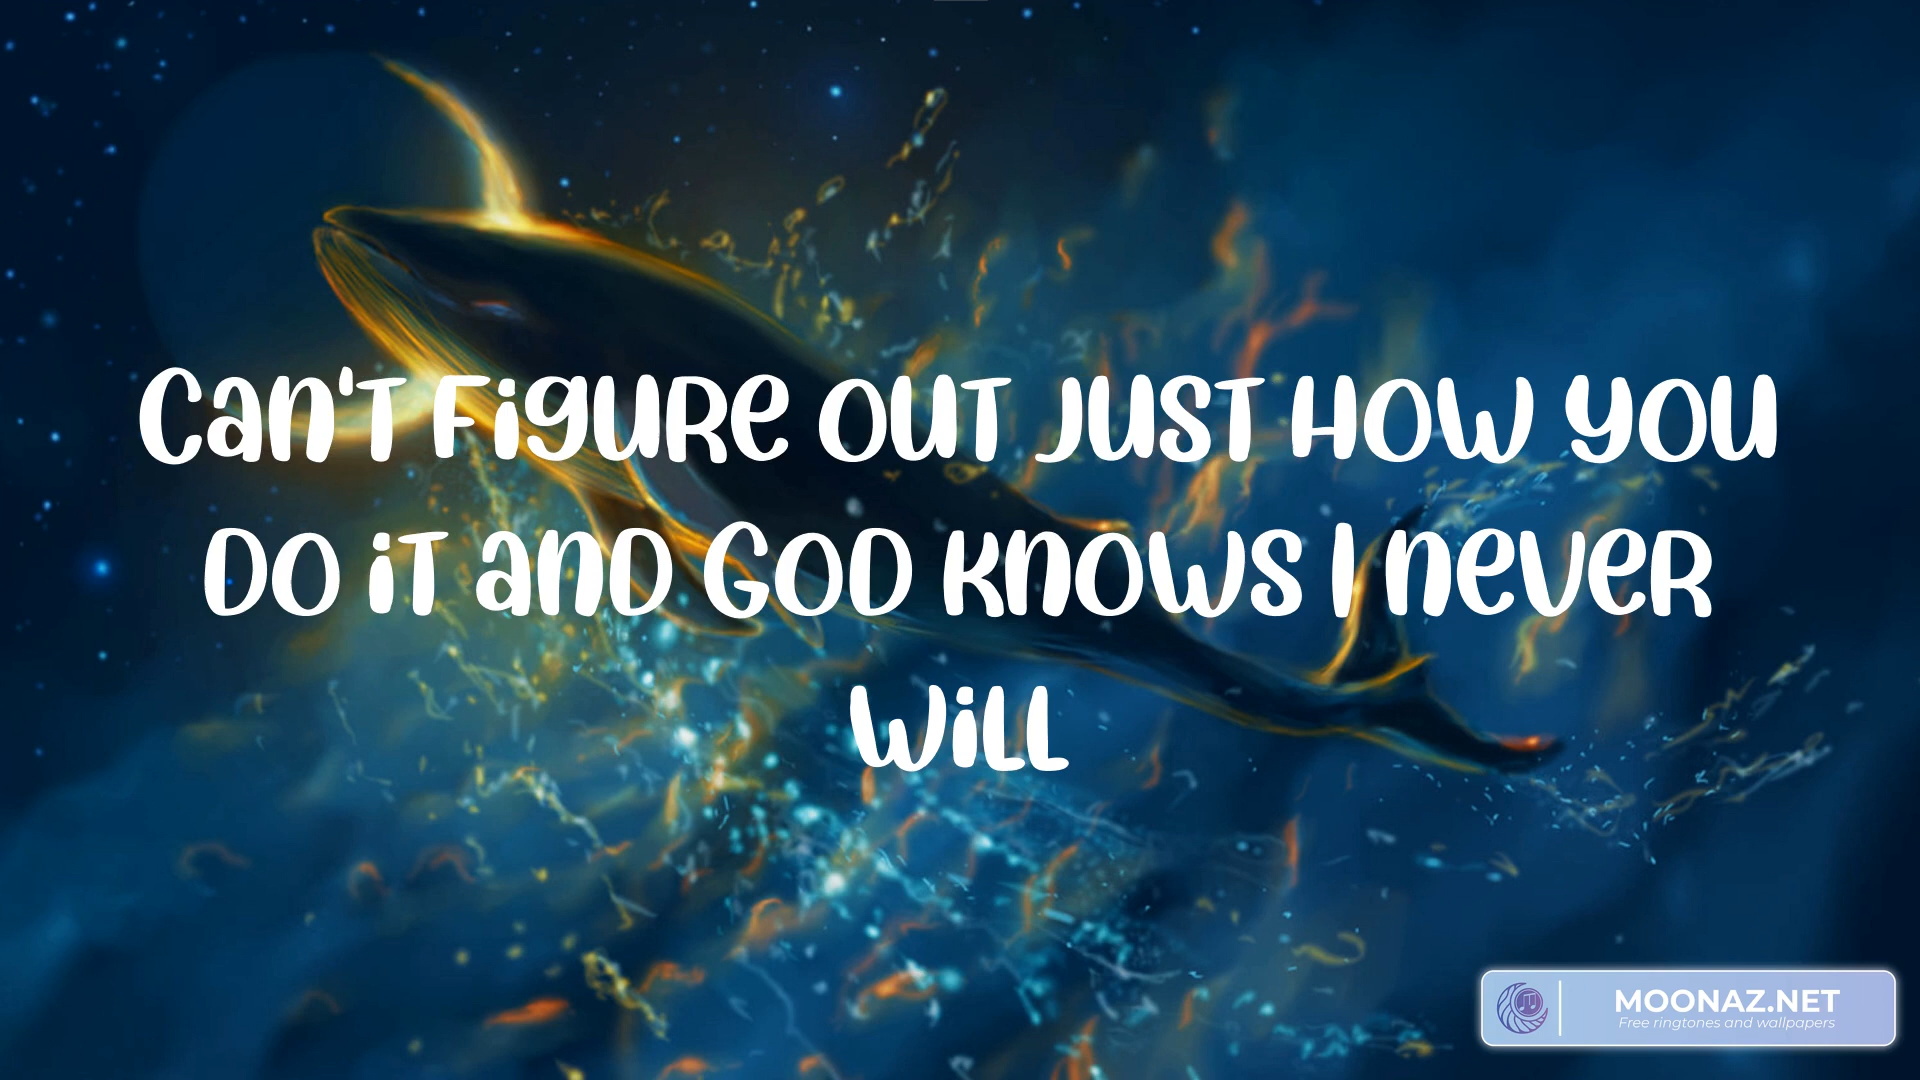 Can't figure out just how you
do it and God knows I never
will
MOONAZ.NET
Free ringtones and wallpapers